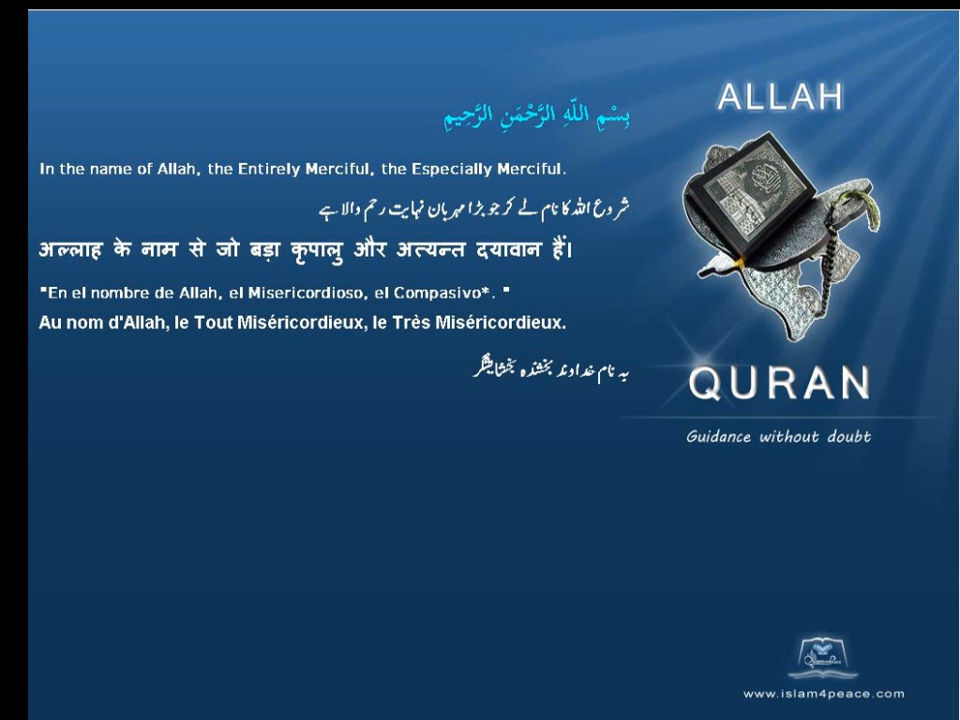 بِسْمِ اللّهِ الرَّحْمَنِ الرَّحِيمِ
In the name of Allah, the Entirely Merciful, the Especially Merciful.
شروع الله کا نام لے کر جو بڑا مہربان نہایت رحم والا ہے
अल्लाह के नाम से जो बड़ा कृपालु और अत्यन्त दयावान हैं।
"En el nombre de Allah, el Misericordioso, el Compasivo*. "
Au nom d'Allah, le Tout Miséricordieux, le Très Miséricordieux.
به نام خداوند بخشنده بخشایشگر
ALLAH
QURAN
Guidance without doubt
www.islam4peace.com